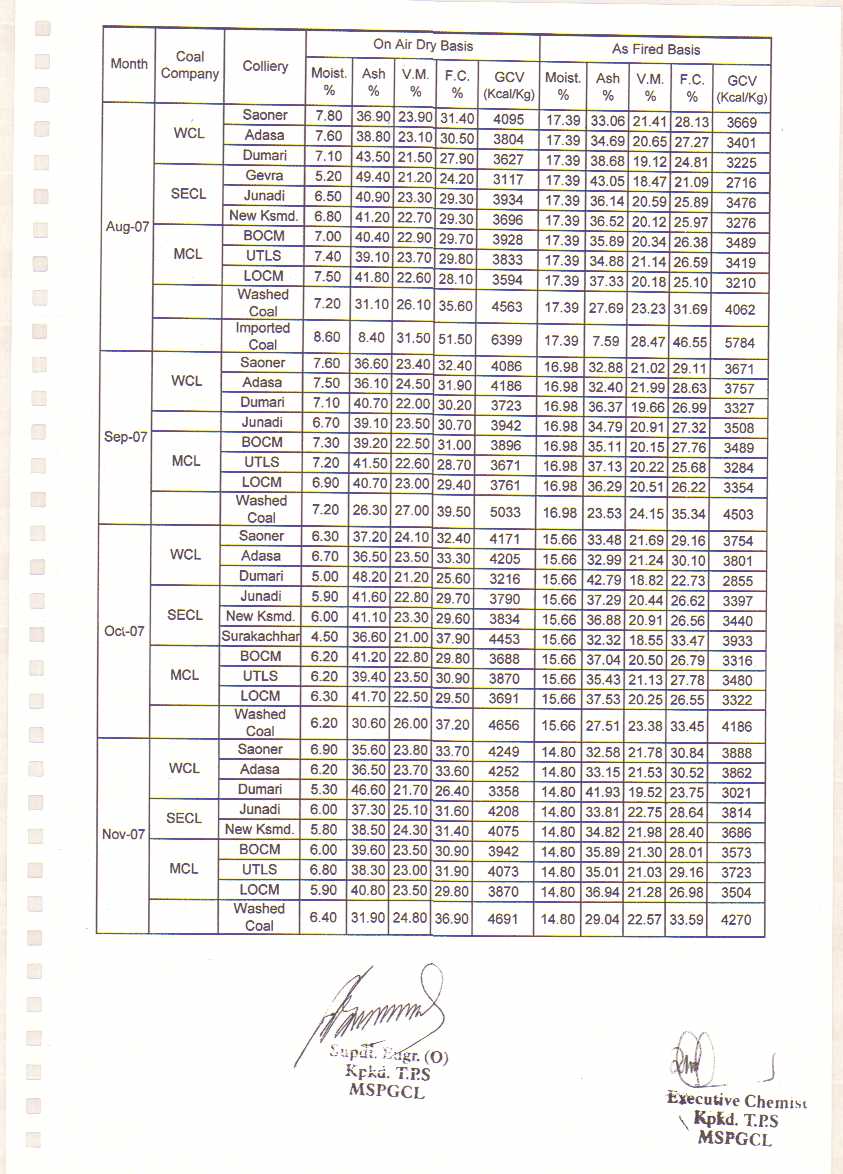 Month Coal Company Colliery On Air Dry Basis As Fired Basis
Moist. % Ash % V.M. % F.C. % GCV (Kcal/Kg) Moist. % Ash % V.M. % F.C. % GCV (Kcal/Kg)
Aug-07 WCL Saoner 7.80 36.90 23.90 31.40 4095 17.39 33.06 21.41 28.13 3669
Adasa 7.60 38.80 23.10 30.50 3804 17.39 34.69 20.65 27.27 3401
Dumari 7.10 43.50 21.50 27.90 3627 17.39 38.68 19.12 24.81 3225
SECL Gevra 5.20 49.40 21.20 24.20 3117 17.39 43.05 18.47 21.09 2716
Junadi 6.50 40.90 23.30 29.30 3934 17.39 36.14 20.59 25.89 3476
New Ksmd. 6.80 41.20 22.70 29.30 3696 17.39 36.52 20.12 25.97 3276
MCL BOCM 7.00 40.40 22.90 29.70 3928 17.39 35.89 20.34 26.38 3489
UTLS 7.40 39.10 23.70 29.80 3833 17.39 34.88 21.14 26.59 3419
LOCM 7.50 41.80 22.60 28.10 3594 17.39 37.33 20.18 25.10 3210
Washed Coal 7.20 31.10 26.10 35.60 4563 17.39 27.69 23.23 31.69 4062
Imported Coal 8.60 8.40 31.50 51.50 6399 17.39 7.59 28.47 46.55 5784
Sep-07 WCL Saoner 7.60 36.60 23.40 32.40 4086 16.98 32.88 21.02 29.11 3671
Adasa 7.50 36.10 24.50 31.90 4186 16.98 32.40 21.99 28.63 3757
Dumari 7.10 40.70 22.00 30.20 3723 16.98 36.37 19.66 26.99 3327
Junadi 6.70 39.10 23.50 30.70 3942 16.98 34.79 20.91 27.32 3508
MCL BOCM 7.30 39.20 22.50 31.00 3896 16.98 35.11 20.15 27.76 3489
UTLS 7.20 41.50 22.60 28.70 3671 16.98 37.13 20.22 25.68 3284
LOCM 6.90 40.70 23.00 29.40 3761 16.98 36.29 20.51 26.22 3354
Washed Coal 7.20 26.30 27.00 39.50 5033 16.98 23.53 24.15 35.34 4503
Oct-07 WCL Saoner 6.30 37.20 24.10 32.40 4171 15.66 33.48 21.69 29.16 3754
Adasa 6.70 36.50 23.50 33.30 4205 15.66 32.99 21.24 30.10 3801
Dumari 5.00 48.20 21.20 25.60 3216 15.66 42.79 18.82 22.73 2855
SECL Junadi 5.90 41.60 22.80 29.70 3790 15.66 37.29 20.44 26.62 3397
New Ksmd. 6.00 41.10 23.30 29.60 3834 15.66 36.88 20.91 26.56 3440
Surakachhar 4.50 36.60 21.00 37.90 4453 15.66 32.32 18.55 33.47 3933
MCL BOCM 6.20 41.20 22.80 29.80 3688 15.66 37.04 20.50 26.79 3316
UTLS 6.20 39.40 23.50 30.90 3870 15.66 35.43 21.13 27.78 3480
LOCM 6.30 41.70 22.50 29.50 3691 15.66 37.53 20.25 26.55 3322
Washed Coal 6.20 30.60 26.00 37.20 4656 15.66 27.51 23.38 33.45 4186
Nov-07 WCL Saoner 6.90 35.60 23.80 33.70 4249 14.80 32.58 21.78 30.84 3888
Adasa 6.20 36.50 23.70 33.60 4252 14.80 33.15 21.53 30.52 3862
Dumari 5.30 46.60 21.70 26.40 3358 14.80 41.93 19.52 23.75 3021
SECL Junadi 6.00 37.30 25.10 31.60 4208 14.80 33.81 22.75 28.64 3814
New Ksmd. 5.80 38.50 24.30 31.40 4075 14.80 34.82 21.98 28.40 3686
MCL BOCM 6.00 39.60 23.50 30.90 3942 14.80 35.89 21.30 28.01 3573
UTLS 6.80 38.30 23.00 31.90 4073 14.80 35.01 21.03 29.16 3723
LOCM 5.90 40.80 23.50 29.80 3870 14.80 36.94 21.28 26.98 3504
Washed Coal 6.40 31.90 24.80 36.90 4691 14.80 29.04 22.57 33.59 4270
Supdt. Engr. (O)
Kpkd. T.P.S
MSPGCL
Executive Chemist
Kpkd. T.P.S
MSPGCL